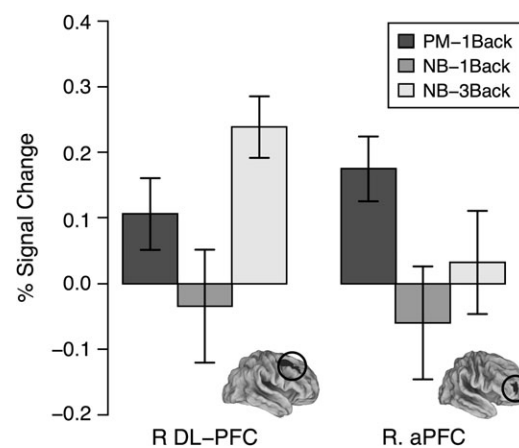 % Signal Change
0.4
0.3
0.2
0.1
0.0
−0.1
−0.2
PM−1Back
NB−1Back
NB−3Back
R DL−PFC
R. aPFC